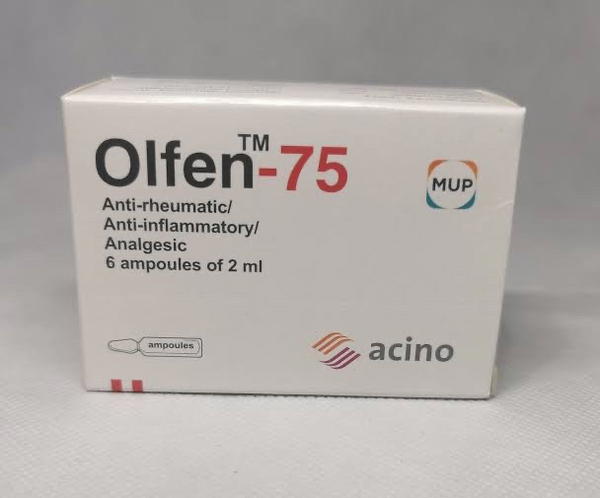 Olfen™-75
MUP
Anti-rheumatic/
Anti-inflammatory/
Analgesic
6 ampoules of 2 ml
ampoules
acino